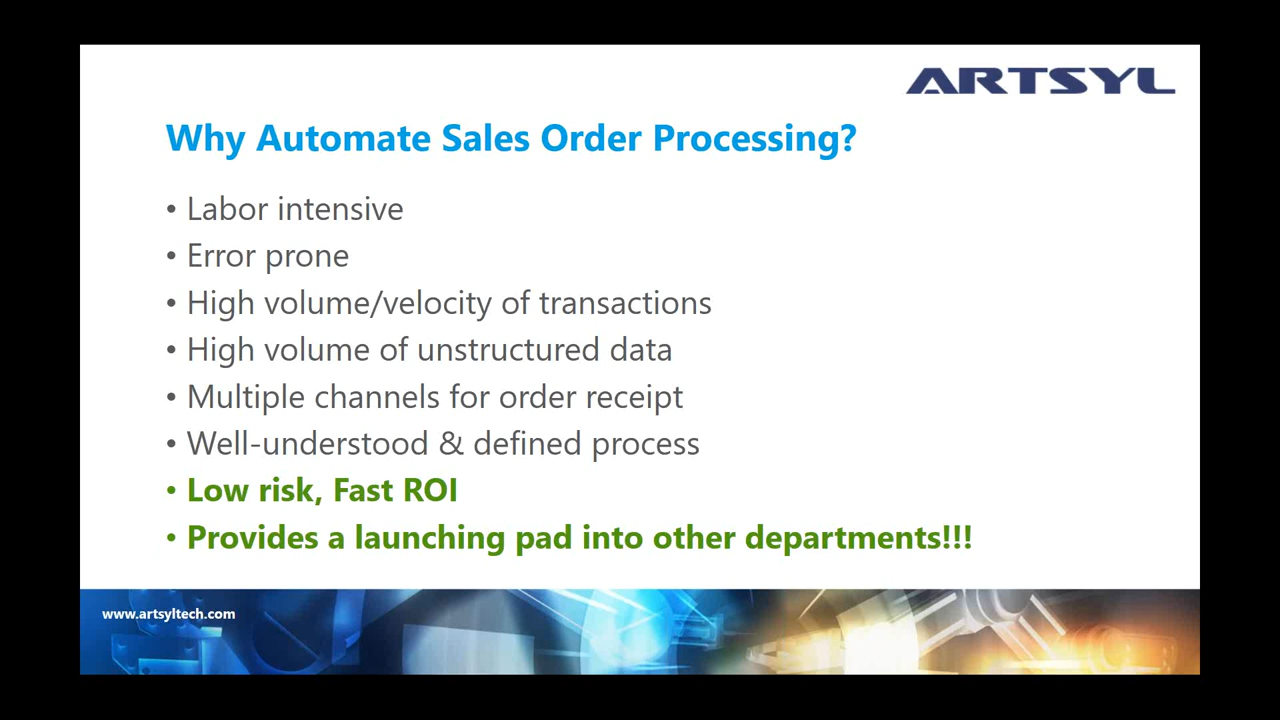 ARTSYL
Why Automate Sales Order Processing?
• Labor intensive
• Error prone
• High volume/velocity of transactions
• High volume of unstructured data
• Multiple channels for order receipt
• Well-understood & defined process
• Low risk, Fast ROI
• Provides a launching pad into other departments!!!
www.artsyltech.com